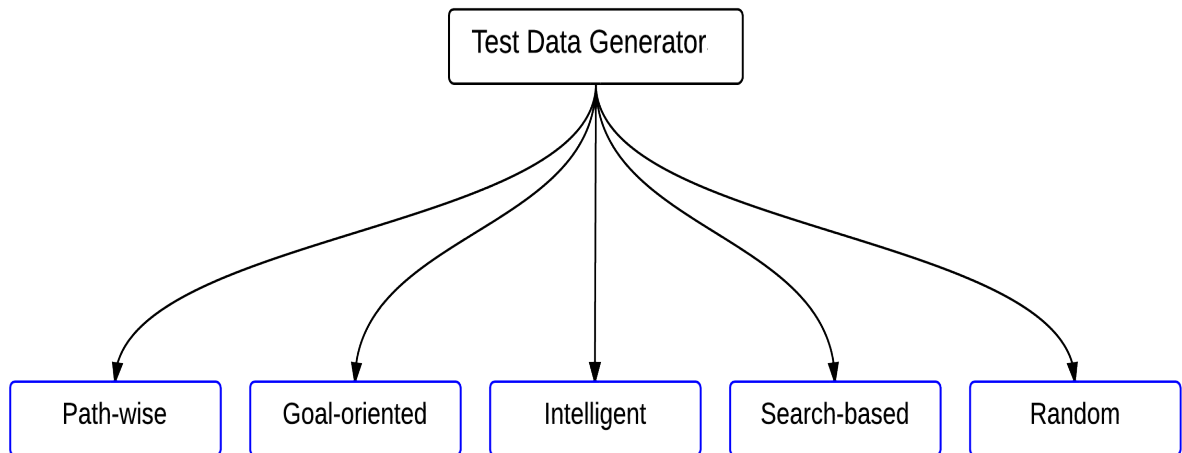 Test Data Generator
Path-wise
Goal-oriented
Intelligent
Search-based
Random